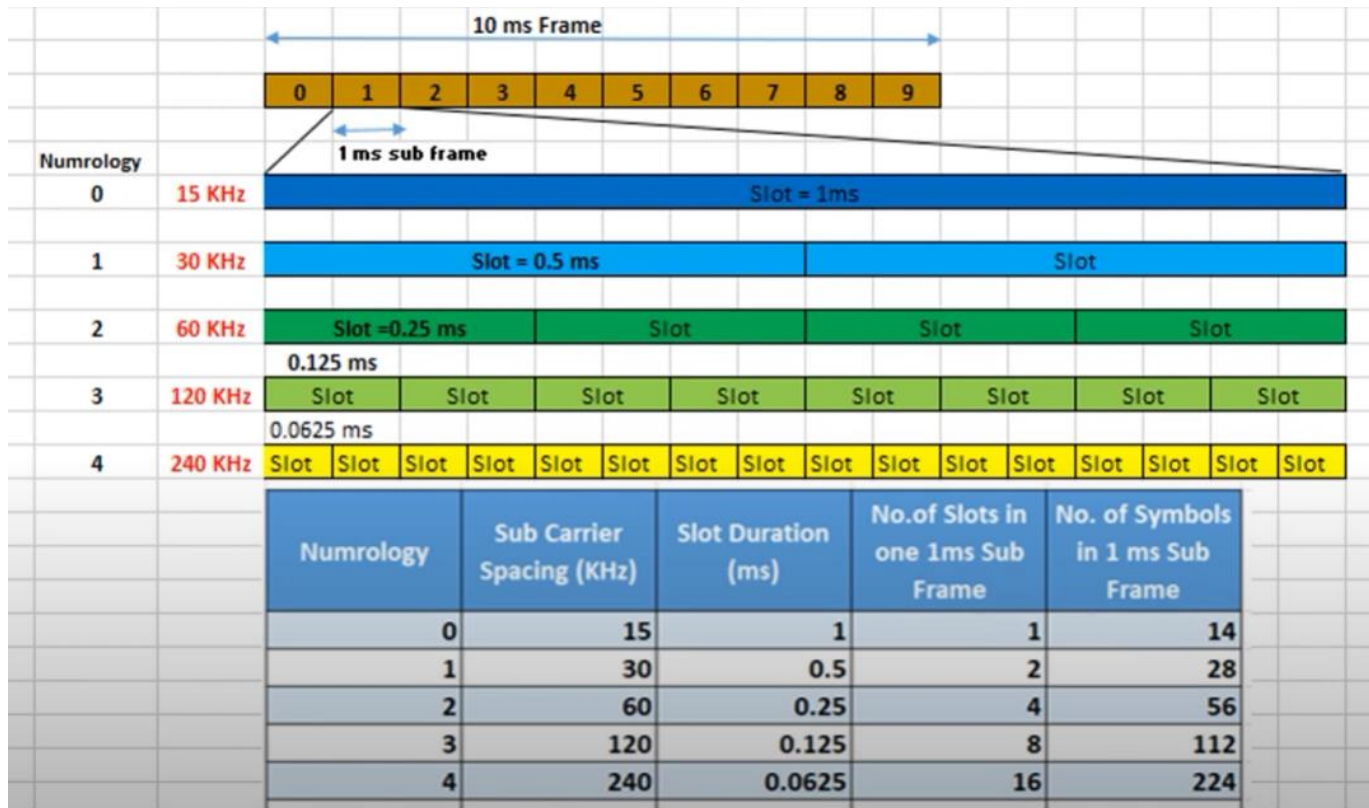 10 ms Frame
0 1 2 3 4 5 6 7 8 9
1 ms sub frame
Numrology
0 15 KHz Slot = 1ms
1 30 KHz Slot = 0.5 ms Slot
2 60 KHz Slot =0.25 ms Slot Slot Slot
0.125 ms
3 120 KHz Slot Slot Slot Slot Slot Slot Slot Slot
0.0625 ms
4 240 KHz Slot Slot Slot Slot Slot Slot Slot Slot Slot Slot Slot Slot Slot Slot Slot Slot
Numrology
Sub Carrier
Spacing (KHz)
Slot Duration
(ms)
No.of Slots in
one 1ms Sub
Frame
No. of Symbols
in 1 ms Sub
Frame
0 15 1 1 14
1 30 0.5 2 28
2 60 0.25 4 56
3 120 0.125 8 112
4 240 0.0625 16 224